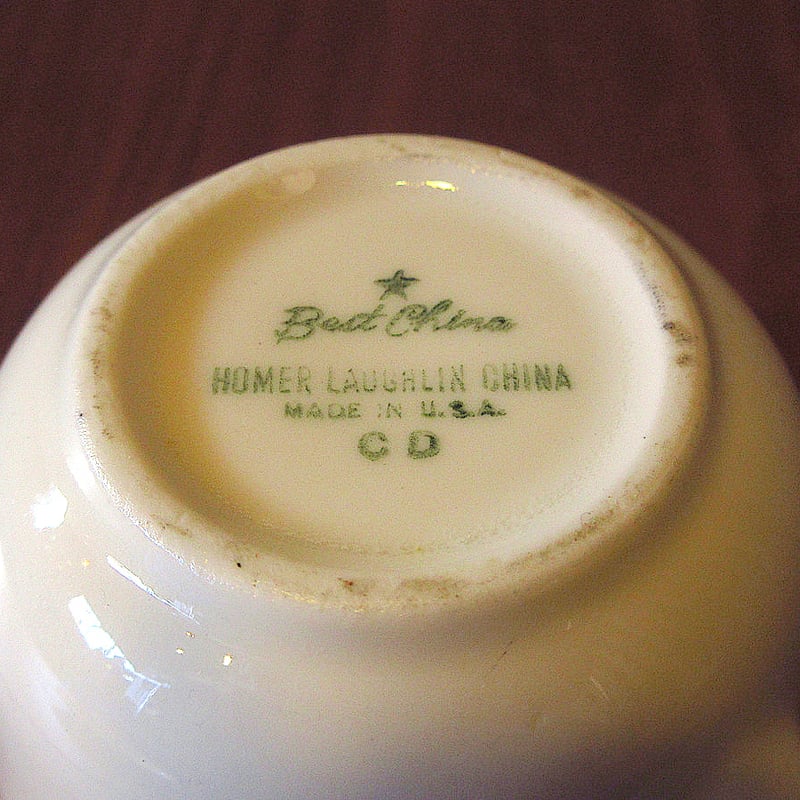 Best China
HOMER LAUGHLIN CHINA
MADE IN U.S.A.
C D